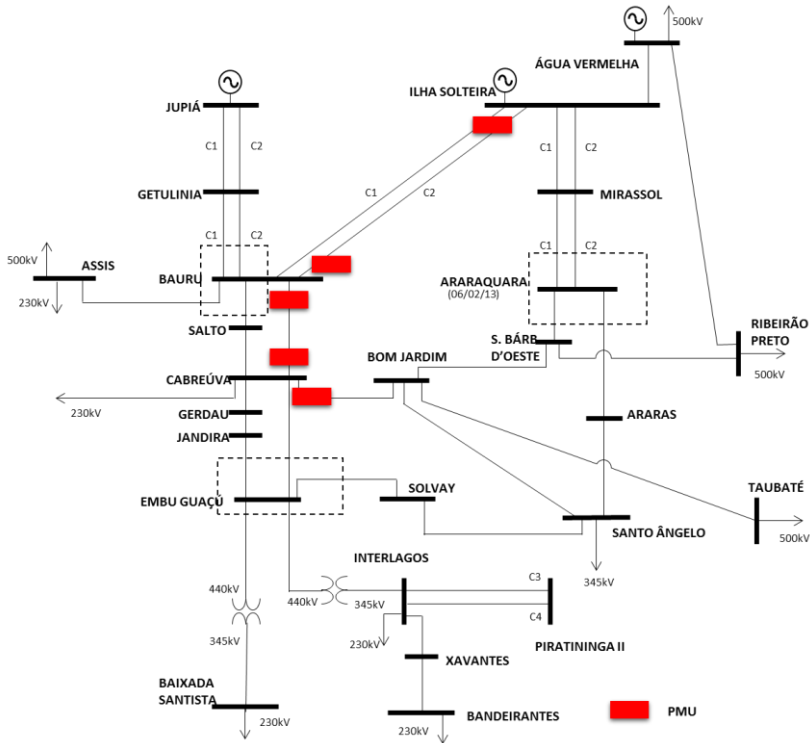 500kV
ÁGUA VERMELHA
ILHA SOLTEIRA
JUPIÁ
C1
C2
C1
C2
GETULINIA
C1
C2
MIRASSOL
C1
C2
C1
C2
500kV
ASSIS
BAURU
230kV
ARARAQUARA
(06/02/13)
SALTO
S. BÁRB
D'OESTE
RIBEIRÃO
PRETO
500kV
BOM JARDIM
CABREÚVA
230kV
GERDAU
JANDIRA
ARARAS
EMBU GUAÇÚ
SOLVAY
TAUBATÉ
500kV
SANTO ÂNGELO
345kV
INTERLAGOS
440kV
440kV
345kV
C3
C4
345kV
230kV
PIRATININGA II
XAVANTES
BAIXADA
SANTISTA
230kV
BANDEIRANTES
230kV
PMU